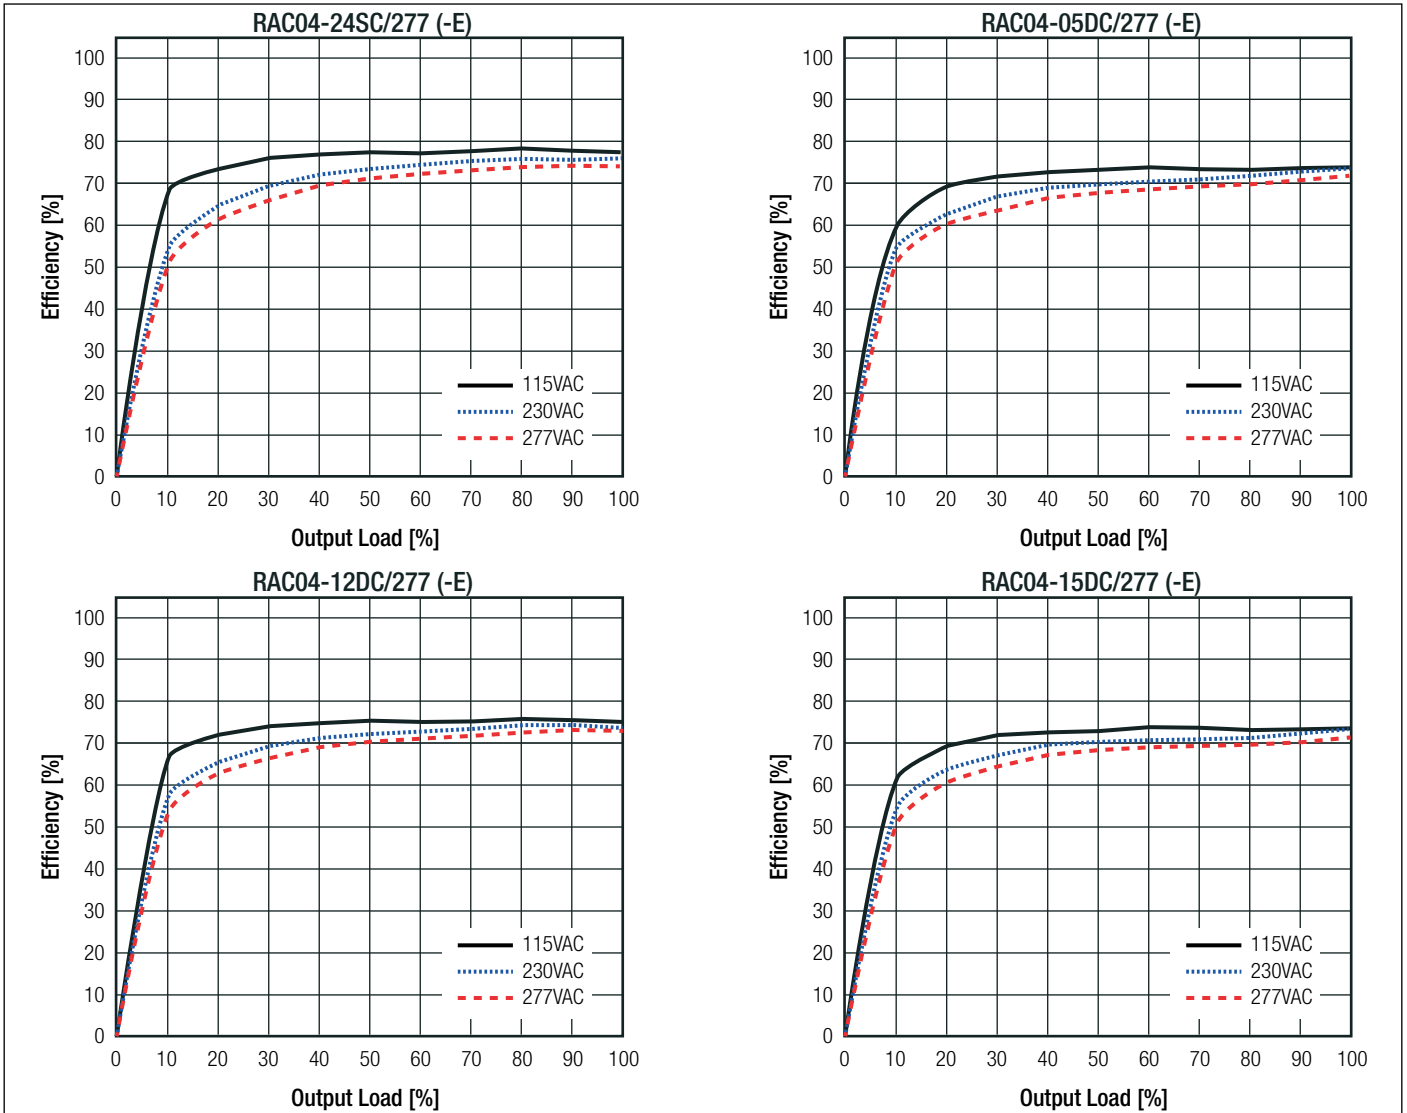 RAC04-24SC/277 (-E)
100
90
80
70
60
50
40
30
20
10
0
Efficiency [%]
115VAC
230VAC
277VAC
0 10 20 30 40 50 60 70 80 90 100
Output Load [%]
RAC04-05DC/277 (-E)
100
90
80
70
60
50
40
30
20
10
0
Efficiency [%]
115VAC
230VAC
277VAC
0 10 20 30 40 50 60 70 80 90 100
Output Load [%]
RAC04-12DC/277 (-E)
100
90
80
70
60
50
40
30
20
10
0
Efficiency [%]
115VAC
230VAC
277VAC
0 10 20 30 40 50 60 70 80 90 100
Output Load [%]
RAC04-15DC/277 (-E)
100
90
80
70
60
50
40
30
20
10
0
Efficiency [%]
115VAC
230VAC
277VAC
0 10 20 30 40 50 60 70 80 90 100
Output Load [%]